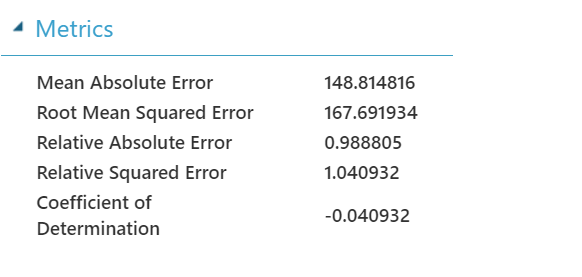 Metrics
Mean Absolute Error 148.814816
Root Mean Squared Error 167.691934
Relative Absolute Error 0.988805
Relative Squared Error 1.040932
Coefficient of
Determination -0.040932